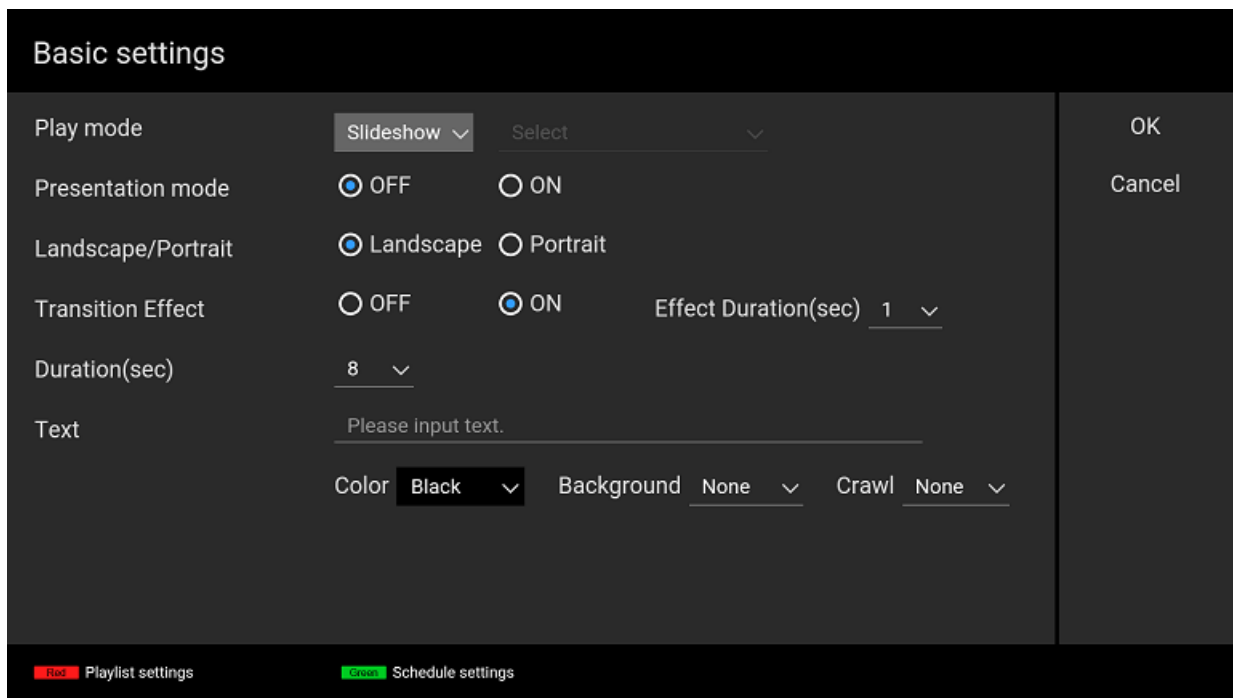 Basic settings
Play mode Slideshow Select OK
Presentation mode OFF ON Cancel
Landscape/Portrait Landscape Portrait
Transition Effect OFF ON Effect Duration(sec) 1
Duration(sec) 8
Text Please input text.
Color Black Background None Crawl None
Red Playlist settings Green Schedule settings